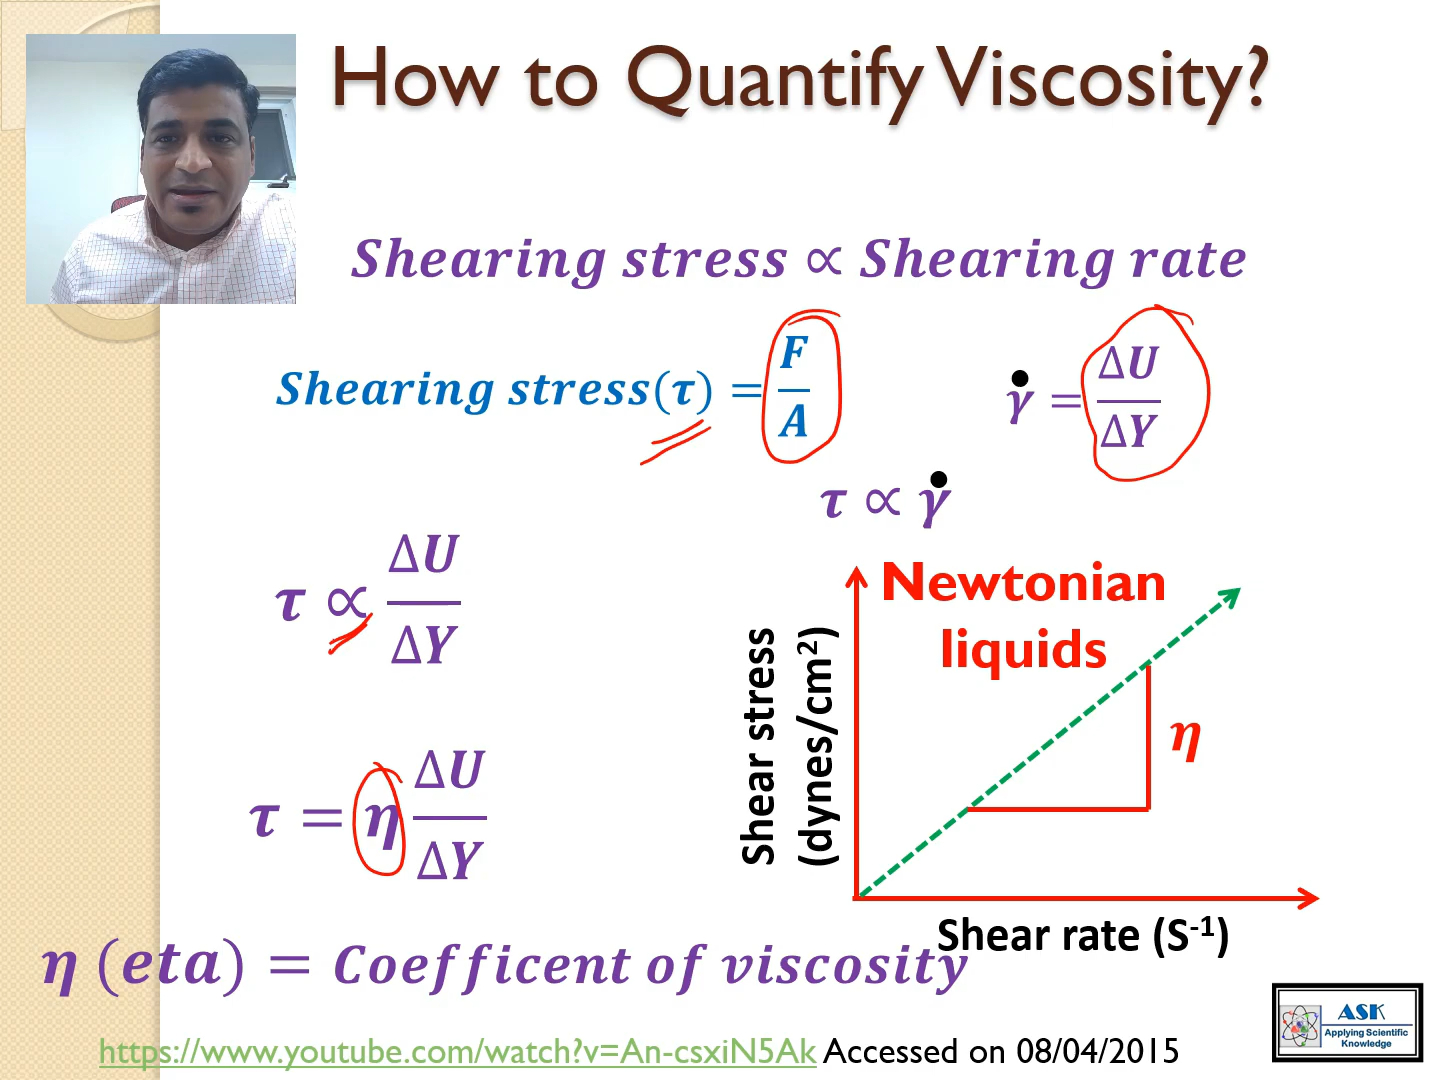 How to Quantify Viscosity?
Shearing stress ∝ Shearing rate
Shearing stress(τ) = F/A
γ̇ = ΔU/ΔY
τ ∝ γ̇
τ ∝ ΔU/ΔY
Newtonian
liquids
Shear stress
(dynes/cm²)
η
τ = η ΔU/ΔY
Shear rate (S⁻¹)
η (eta) = Coefficent of viscosity
https://www.youtube.com/watch?v=An-csxiN5Ak Accessed on 08/04/2015
ASK
Applying Scientific
Knowledge